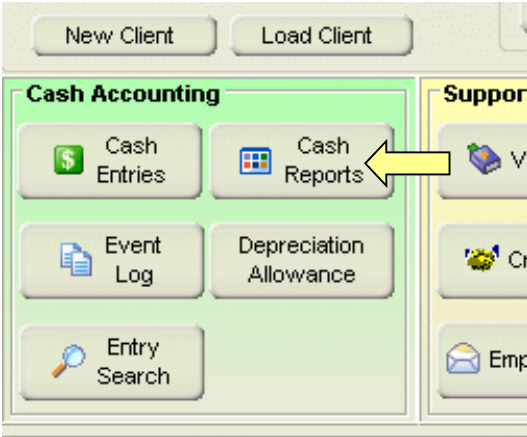 New Client
Load Client
Cash Accounting
Cash
Entries
Cash
Reports
Event
Log
Depreciation
Allowance
Entry
Search